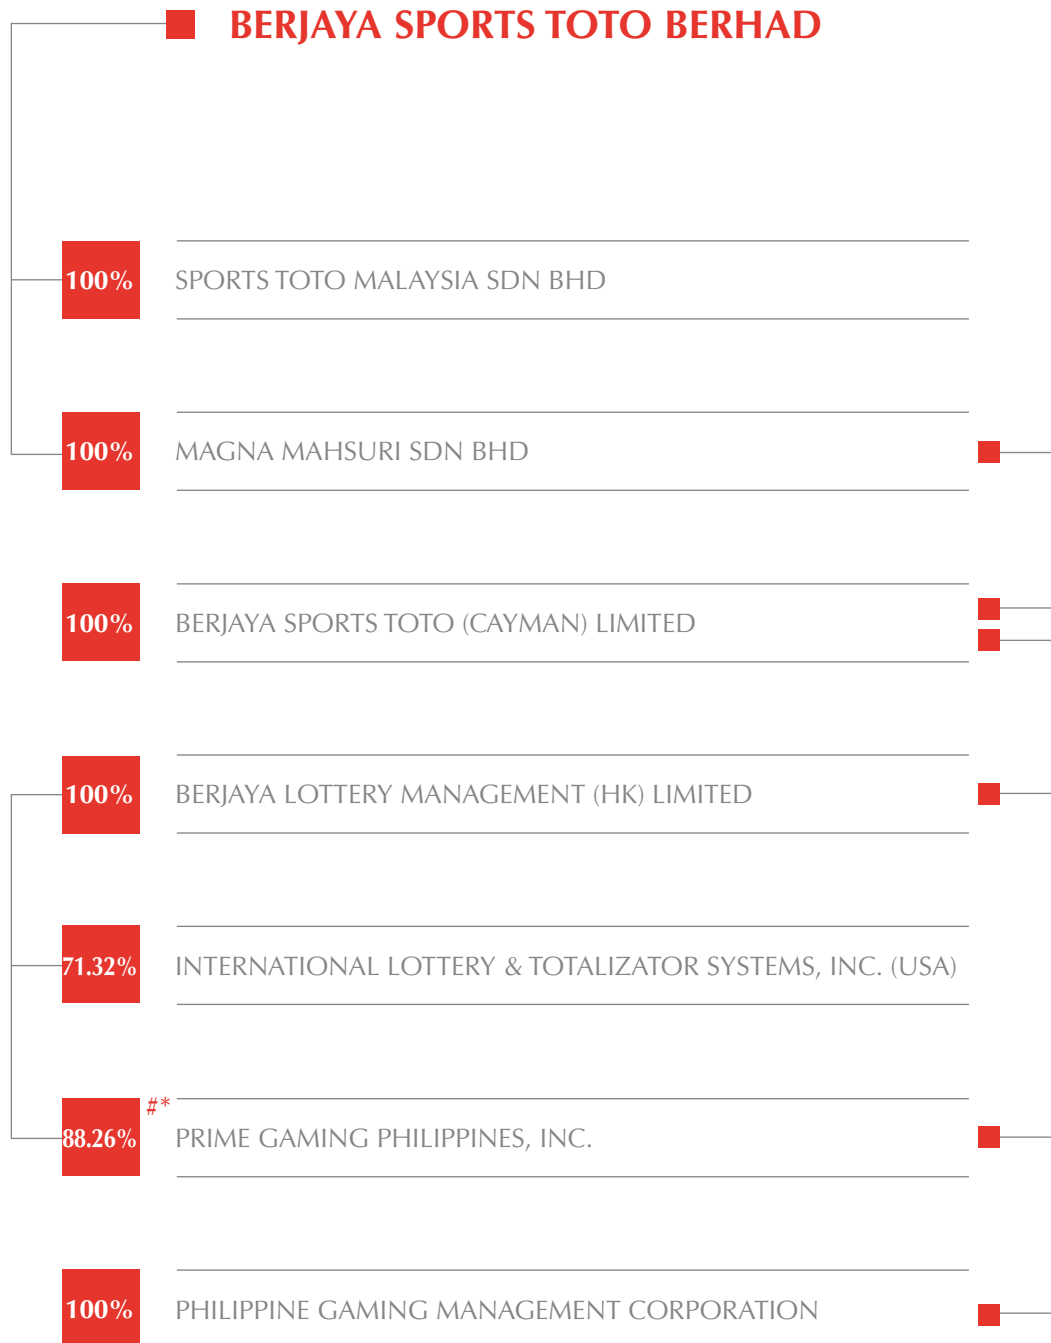 BERJAYA SPORTS TOTO BERHAD
100% SPORTS TOTO MALAYSIA SDN BHD
100% MAGNA MAHSURI SDN BHD
100% BERJAYA SPORTS TOTO (CAYMAN) LIMITED
100% BERJAYA LOTTERY MANAGEMENT (HK) LIMITED
71.32% INTERNATIONAL LOTTERY & TOTALIZATOR SYSTEMS, INC. (USA)
88.26% #* PRIME GAMING PHILIPPINES, INC.
100% PHILIPPINE GAMING MANAGEMENT CORPORATION